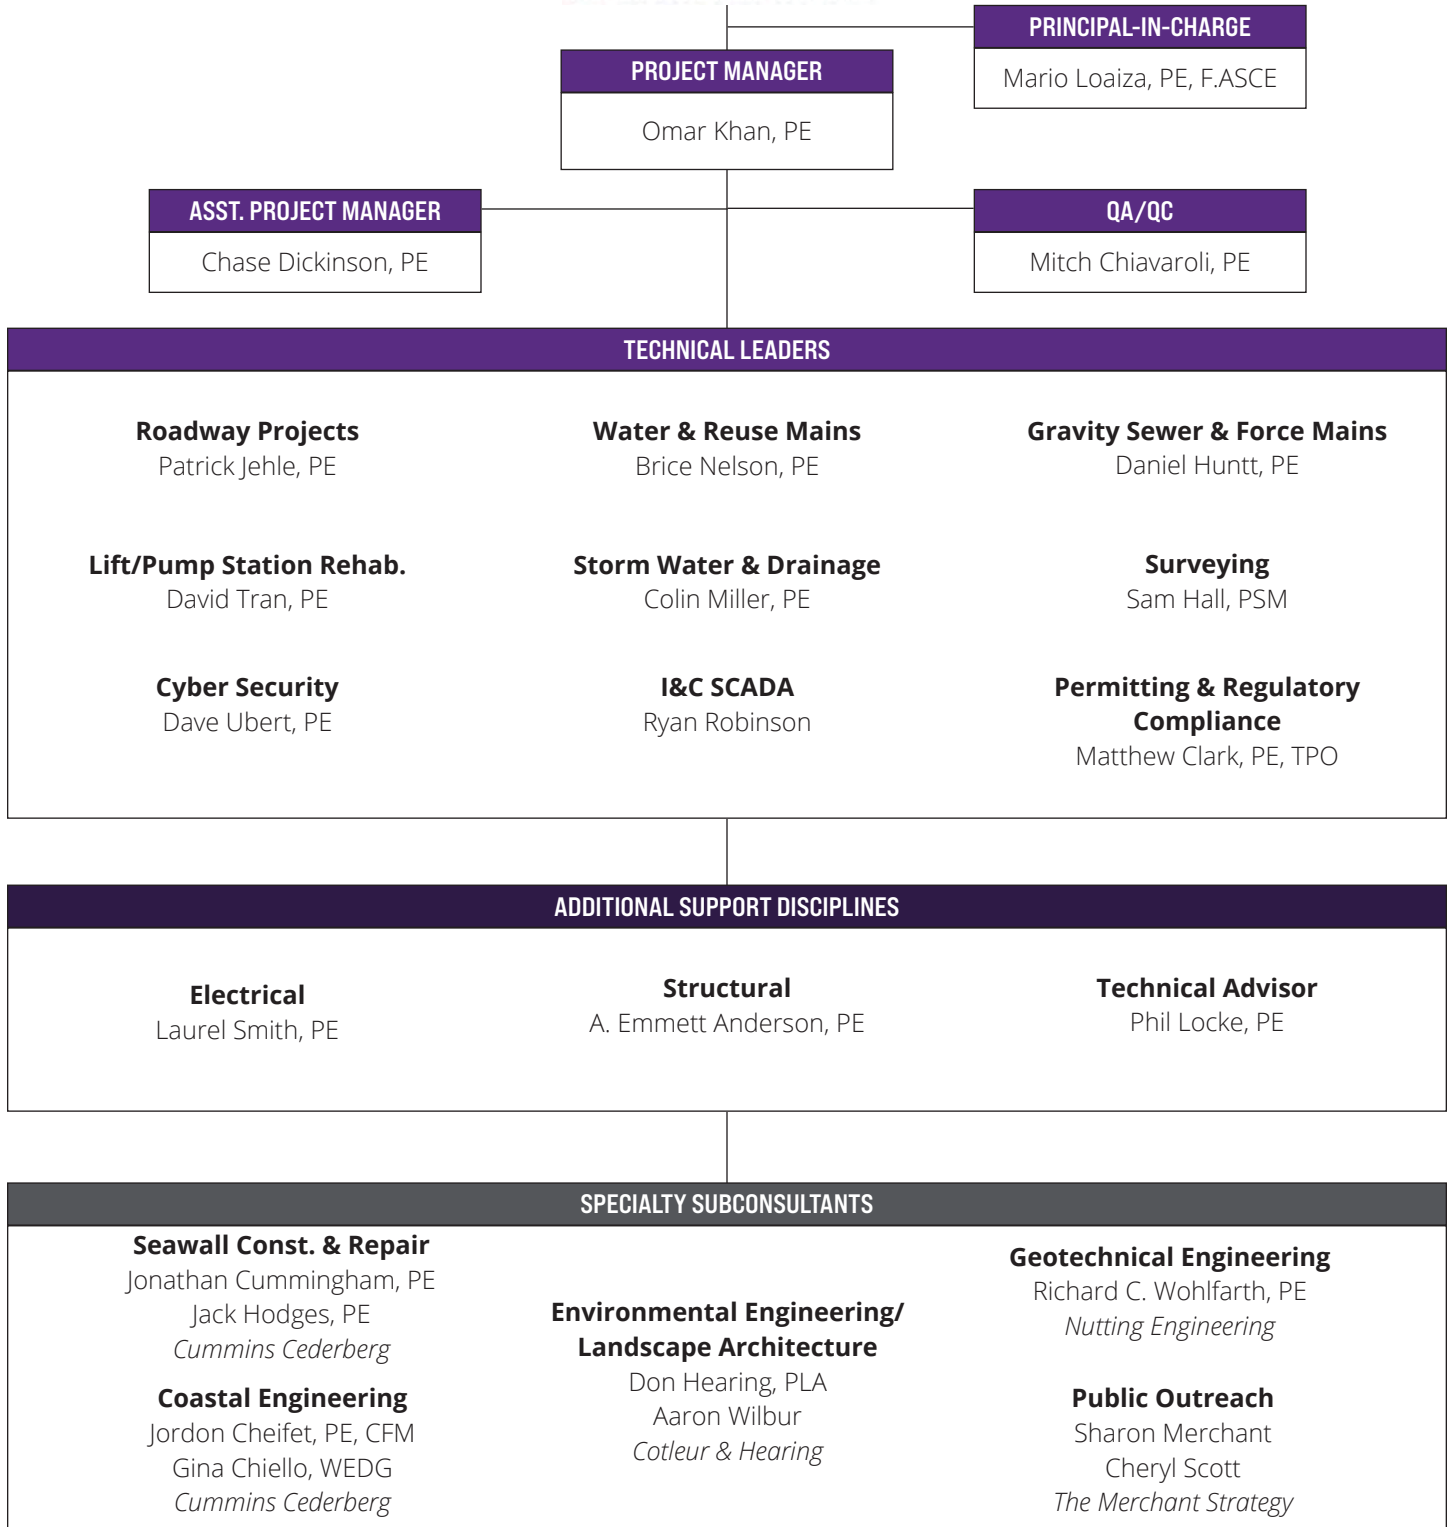 PRINCIPAL-IN-CHARGE
Mario Loaiza, PE, F.ASCE
PROJECT MANAGER
Omar Khan, PE
ASST. PROJECT MANAGER
Chase Dickinson, PE
QA/QC
Mitch Chiavaroli, PE
TECHNICAL LEADERS
Roadway Projects
Patrick Jehle, PE
Water & Reuse Mains
Brice Nelson, PE
Gravity Sewer & Force Mains
Daniel Huntt, PE
Lift/Pump Station Rehab.
David Tran, PE
Storm Water & Drainage
Colin Miller, PE
Surveying
Sam Hall, PSM
Cyber Security
Dave Ubert, PE
I&C SCADA
Ryan Robinson
Permitting & Regulatory
Compliance
Matthew Clark, PE, TPO
ADDITIONAL SUPPORT DISCIPLINES
Electrical
Laurel Smith, PE
Structural
A. Emmett Anderson, PE
Technical Advisor
Phil Locke, PE
SPECIALTY SUBCONSULTANTS
Seawall Const. & Repair
Jonathan Cummingham, PE
Jack Hodges, PE
Cummins Cederberg
Coastal Engineering
Jordon Cheifet, PE, CFM
Gina Chiello, WEDG
Cummins Cederberg
Environmental Engineering/
Landscape Architecture
Don Hearing, PLA
Aaron Wilbur
Cotleur & Hearing
Geotechnical Engineering
Richard C. Wohlfarth, PE
Nutting Engineering
Public Outreach
Sharon Merchant
Cheryl Scott
The Merchant Strategy